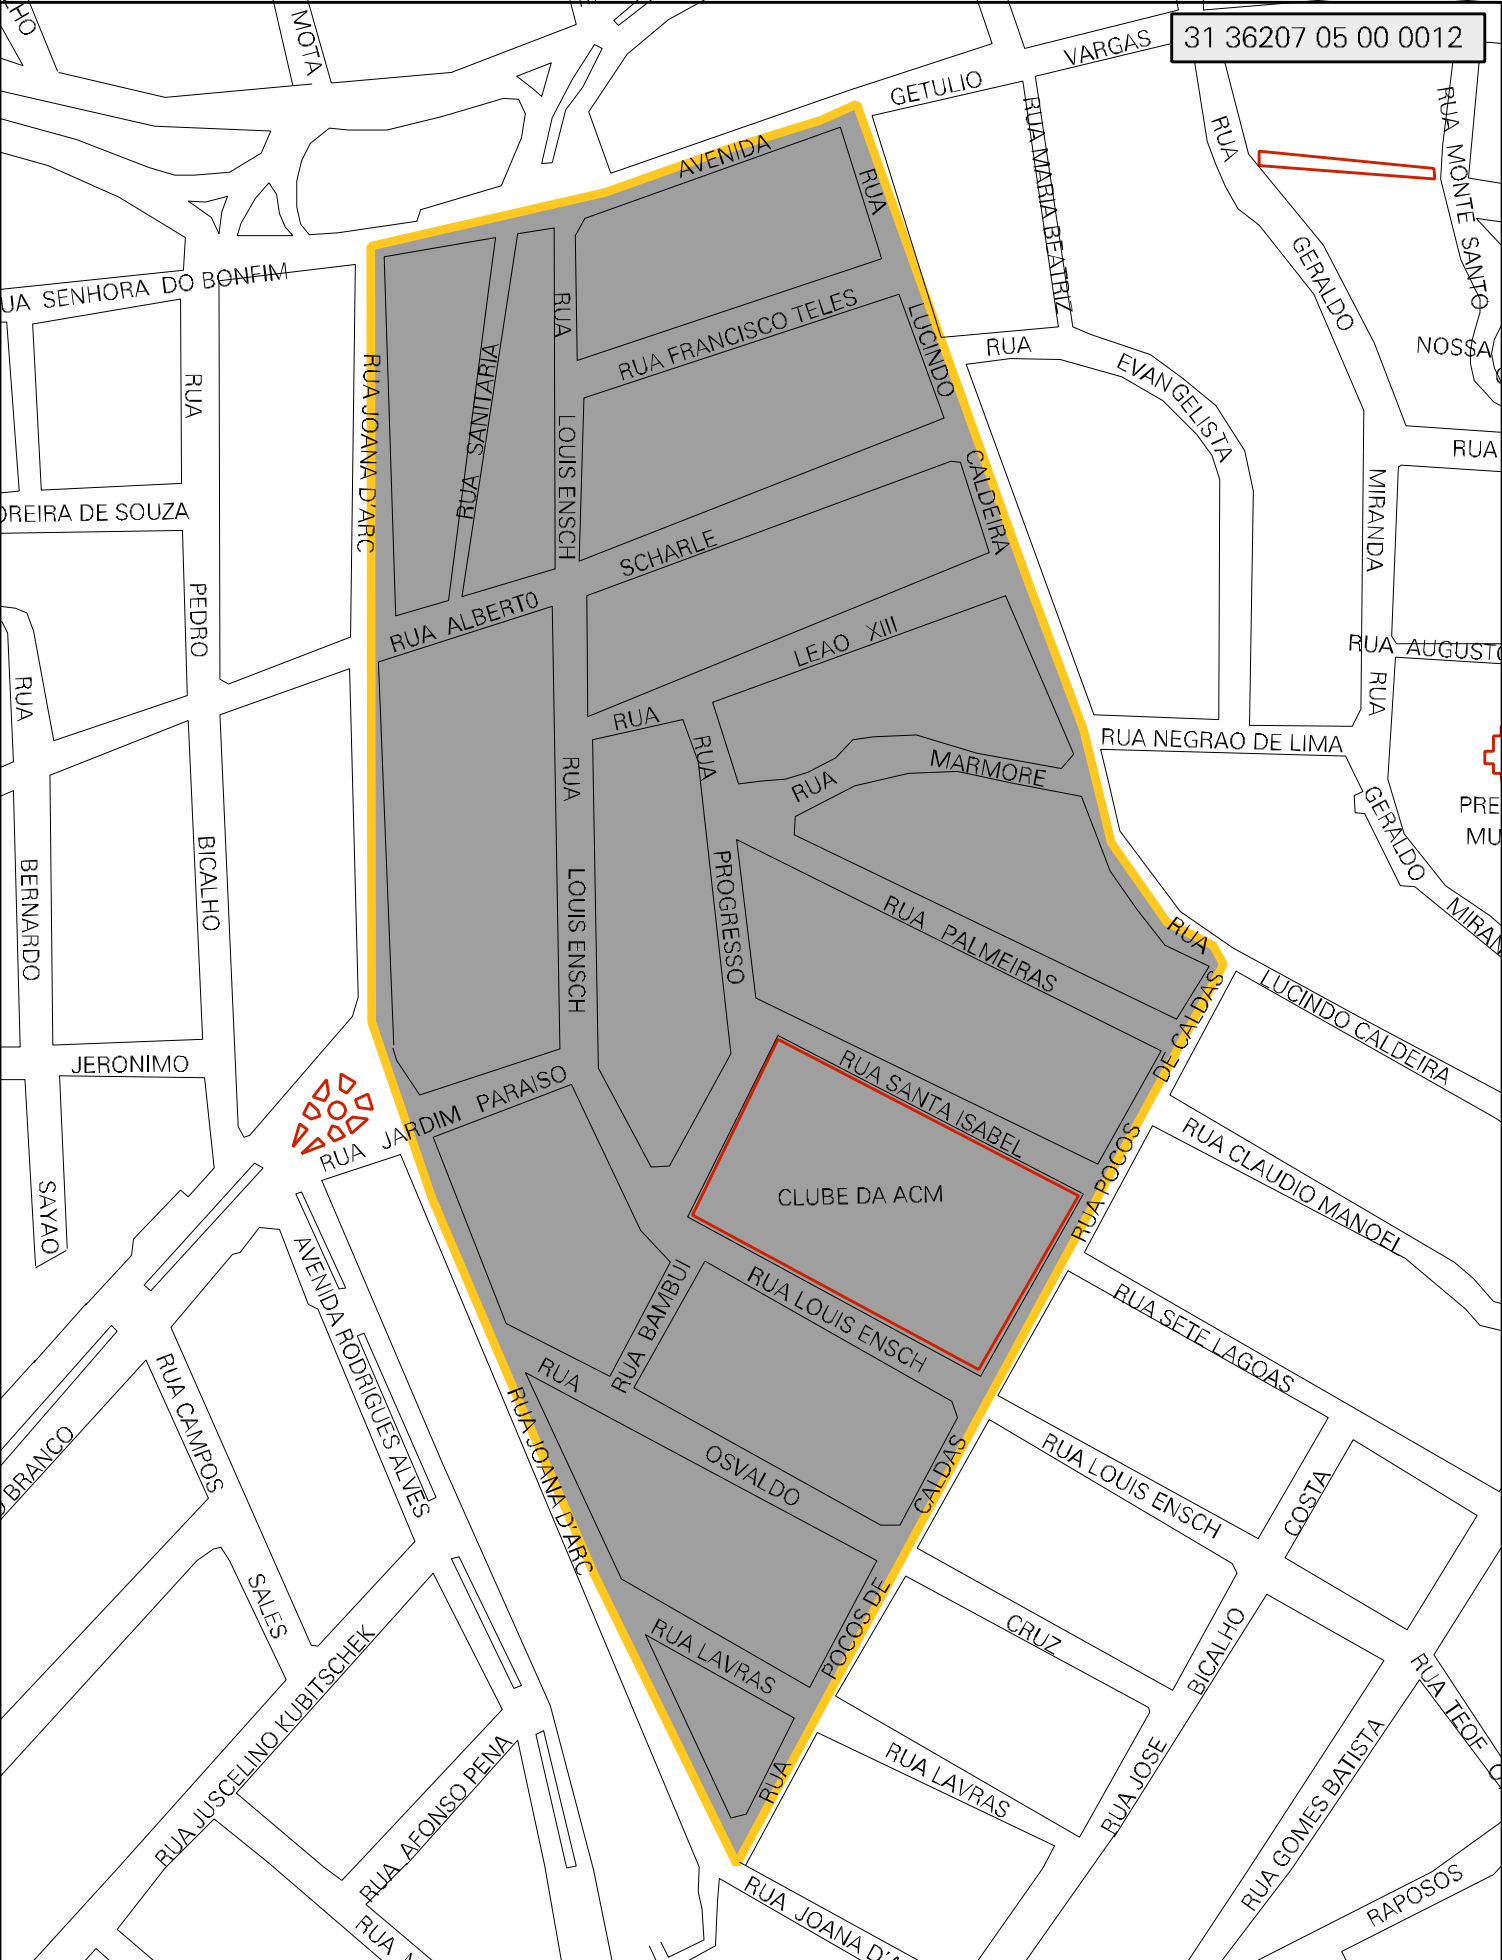 31 36207 05 00 0012
MOTA
VARGAS
GETULIO
AVENIDA
RUA
RUA MARIA BEATRIZ
RUA
RUA MONTE SANTO
GERALDO
SENHORA DO BONFIM
RUA
RUA FRANCISCO TELES
LUCINDO
RUA
NOSSA
RUA JOANA D'ARC
RUA SANITARIA
RUA
EVANGELISTA
LOUIS ENSCH
RUA
CALDEIRA
MIRANDA
DE SOUZA
SCHARLE
RUA ALBERTO
PEDRO
LEAO XIII
RUA AUGUSTO
RUA
RUA
RUA
RUA
RUA NEGRAO DE LIMA
RUA
MARMORE
RUA
GERALDO
BICALHO
BERNARDO
LOUIS ENSCH
PROGRESSO
RUA PALMEIRAS
RUA
LUCINDO CALDEIRA
DE CALDAS
JERONIMO
RUA SANTA ISABEL
RUA JARDIM PARAISO
RUA POCOS
RUA CLAUDIO MANOEL
CLUBE DA ACM
SAYAO
AVENIDA RODRIGUES ALVES
RUA BAMBUI
RUA LOUIS ENSCH
RUA SETE LAGOAS
RUA CAMPOS
RUA
RUA JOANA D'ARC
OSVALDO
CALDAS
RUA LOUIS ENSCH
COSTA
BRANCO
SALES
POCOS DE
CRUZ
BICALHO
RUA LAVRAS
RUA JUSCELINO KUBITSCHEK
RUA TEOF
RUA AFONSO PENA
RUA
RUA LAVRAS
RUA JOSE
RUA GOMES BATISTA
RUA JOANA
RAPOSOS
RUA